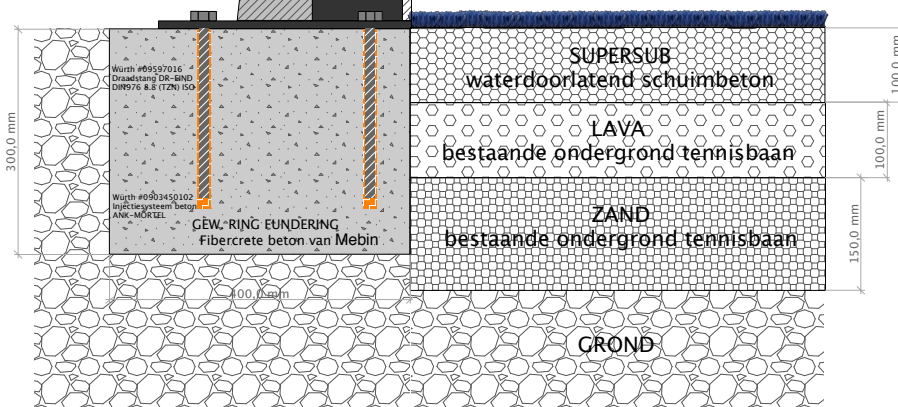 SUPERSUB
waterdoorlatend schuimbeton
100,0 mm
Würth #09597016
Draadstang DR-EIND
DIN976 8.8 (TZN) ISO
300,0 mm
LAVA
bestaande ondergrond tennisbaan
100,0 mm
Würth #0903450102
Injectiesysteem beton
ANK-MÖRTEL
GEW. RING FUNDERING
Fibercrete beton van Mebin
ZAND
bestaande ondergrond tennisbaan
150,0 mm
400,0 mm
GROND